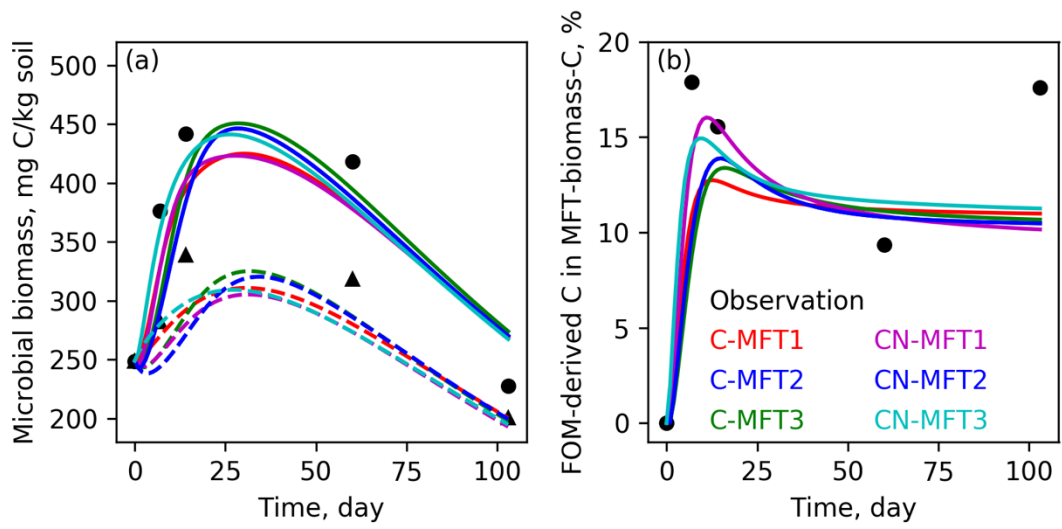 (a)
Microbial biomass, mg C/kg soil
500
450
400
350
300
250
200
0
25
50
75
100
Time, day
(b)
FOM-derived C in MFT-biomass-C, %
20
15
10
5
0
Observation
C-MFT1 CN-MFT1
C-MFT2 CN-MFT2
C-MFT3 CN-MFT3
0
25
50
75
100
Time, day